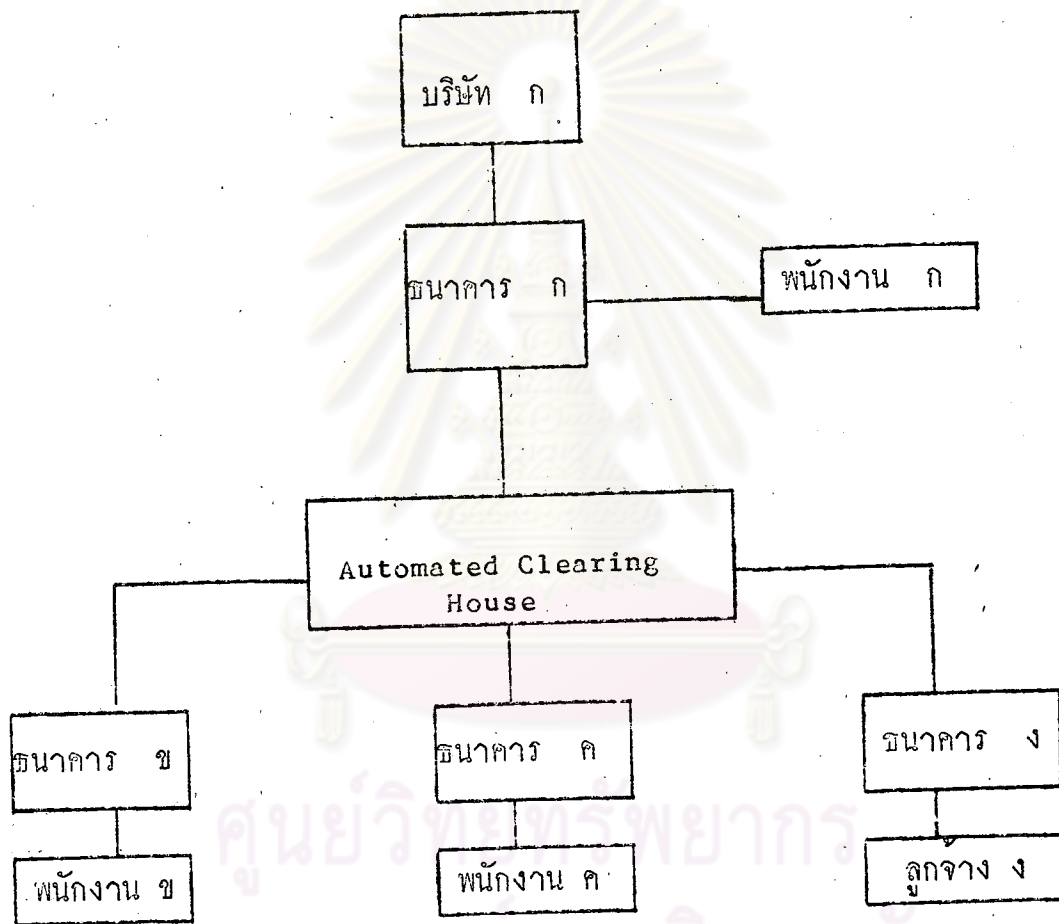 บริษัท ก
ธนาคาร ก
พนักงาน ก
Automated Clearing
House
ธนาคาร ข
ธนาคาร ค
ธนาคาร ง
ศูนย์วิทยทรัพยากร
พนักงาน ข
พนักงาน ค
ลูกจ้าง ง